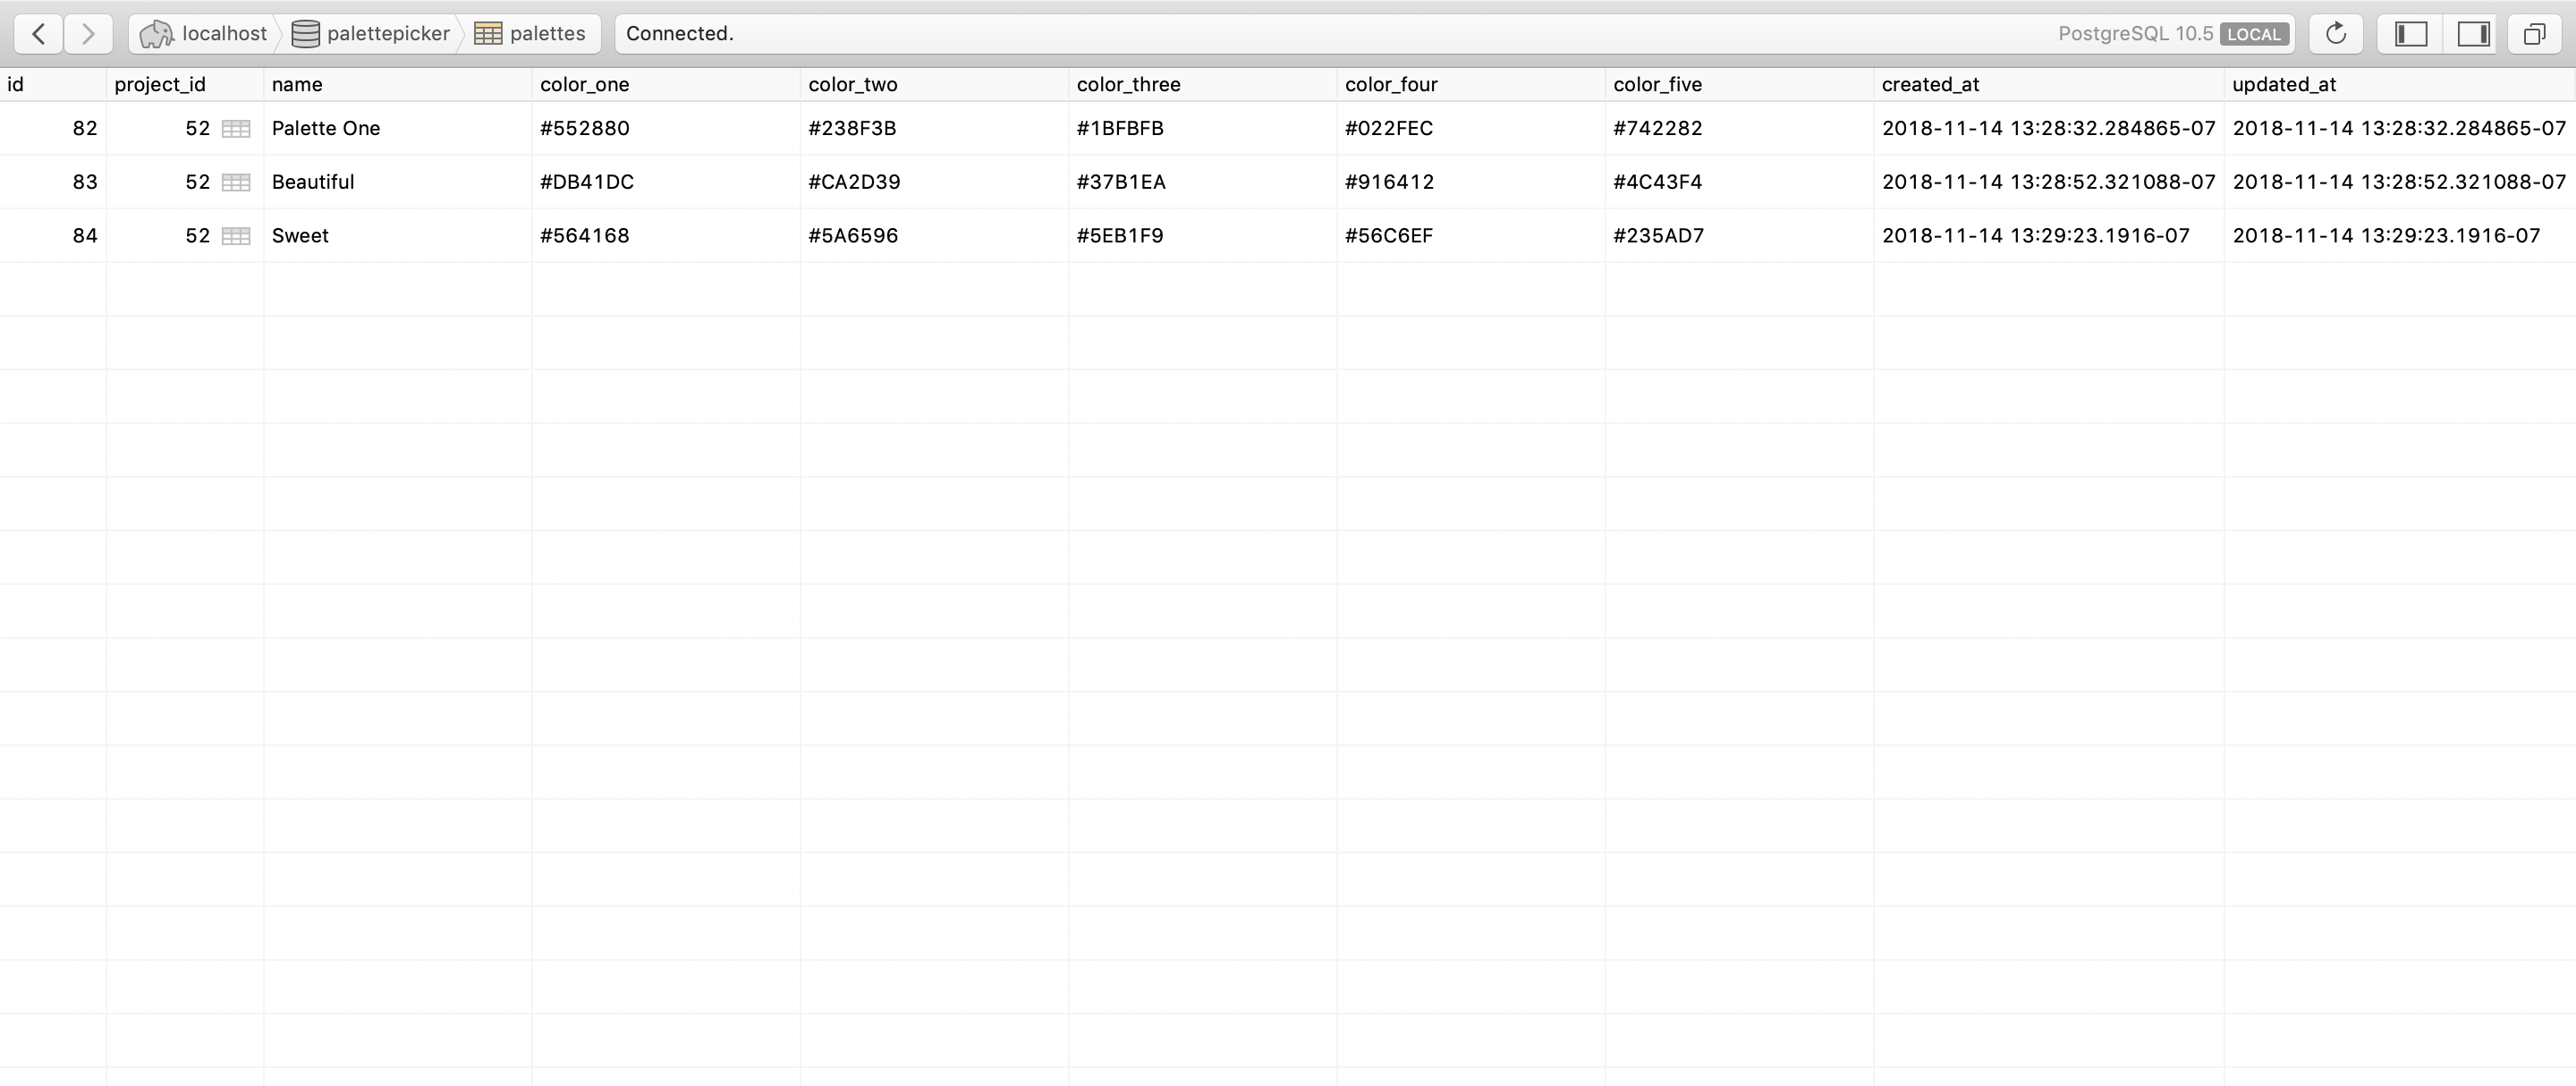 localhost palettepicker palettes Connected. PostgreSQL 10.5 LOCAL
id project_id name color_one color_two color_three color_four color_five created_at updated_at
82 52 Palette One #552880 #238F3B #1BFBFB #022FEC #742282 2018-11-14 13:28:32.284865-07 2018-11-14 13:28:32.284865-07
83 52 Beautiful #DB41DC #CA2D39 #37B1EA #916412 #4C43F4 2018-11-14 13:28:52.321088-07 2018-11-14 13:28:52.321088-07
84 52 Sweet #564168 #5A6596 #5EB1F9 #56C6EF #235AD7 2018-11-14 13:29:23.1916-07 2018-11-14 13:29:23.1916-07